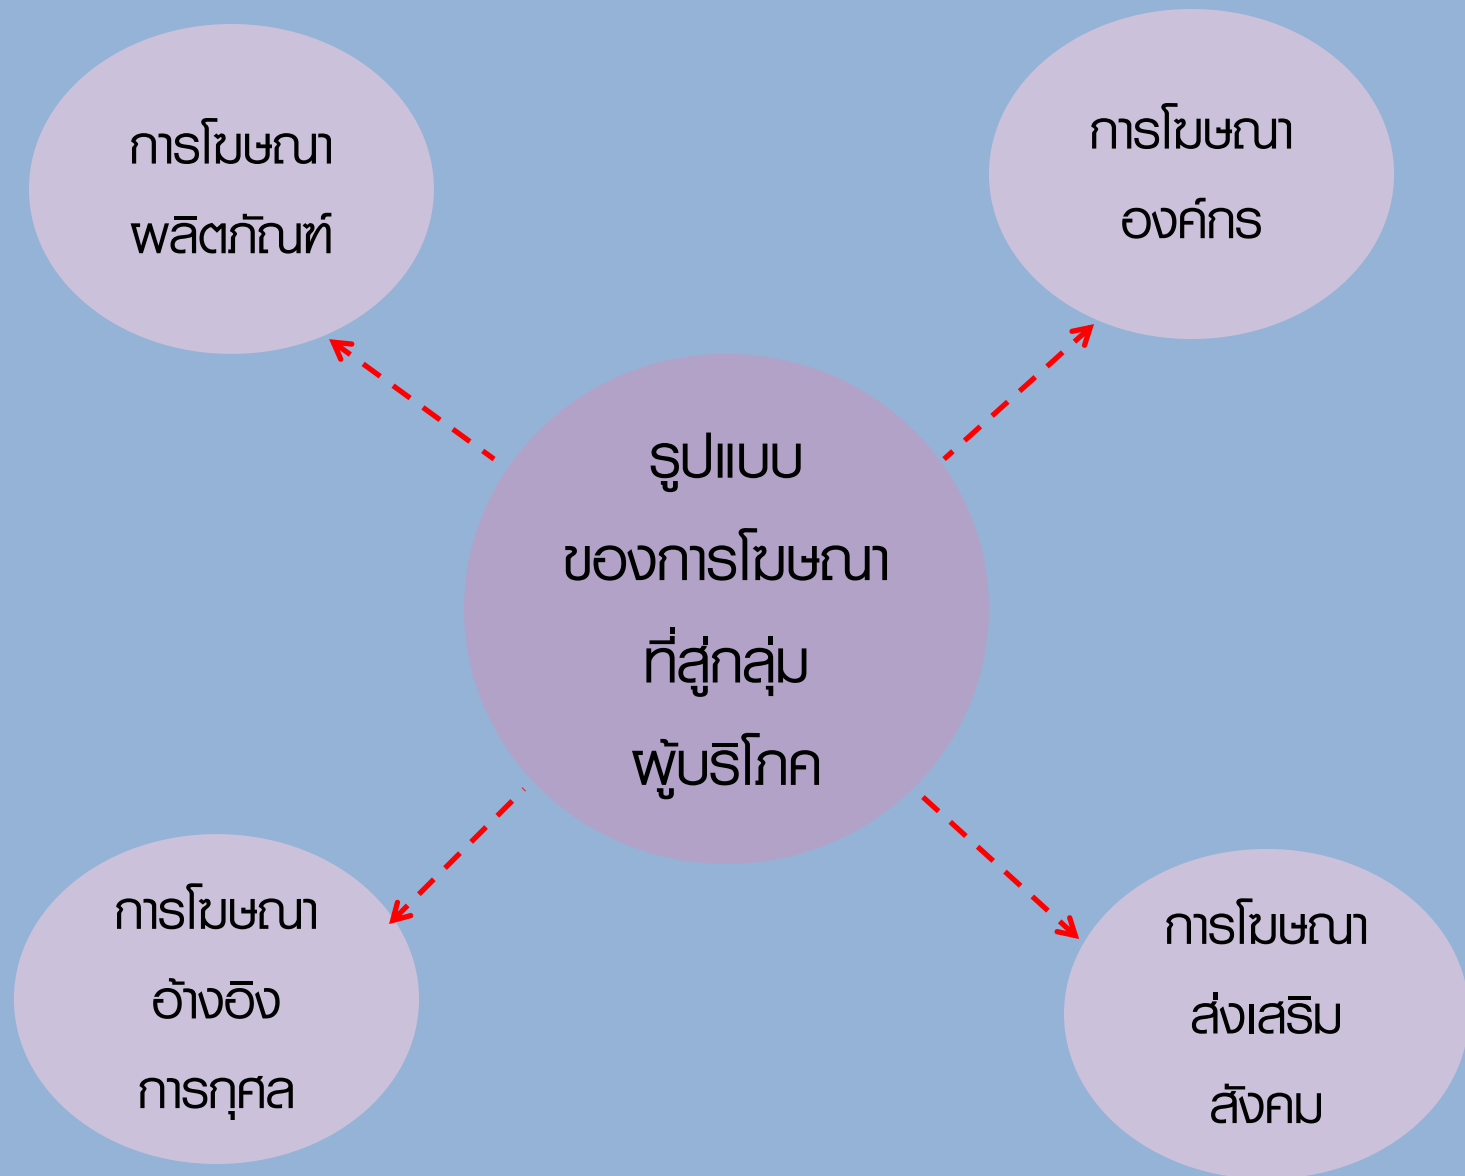 การโฆษณา
ผลิตภัณฑ์
การโฆษณา
องค์กร
รูปแบบ
ของการโฆษณา
ที่สู่กลุ่ม
ผู้บริโภค
การโฆษณา
อ้างอิง
การกุศล
การโฆษณา
ส่งเสริม
สังคม